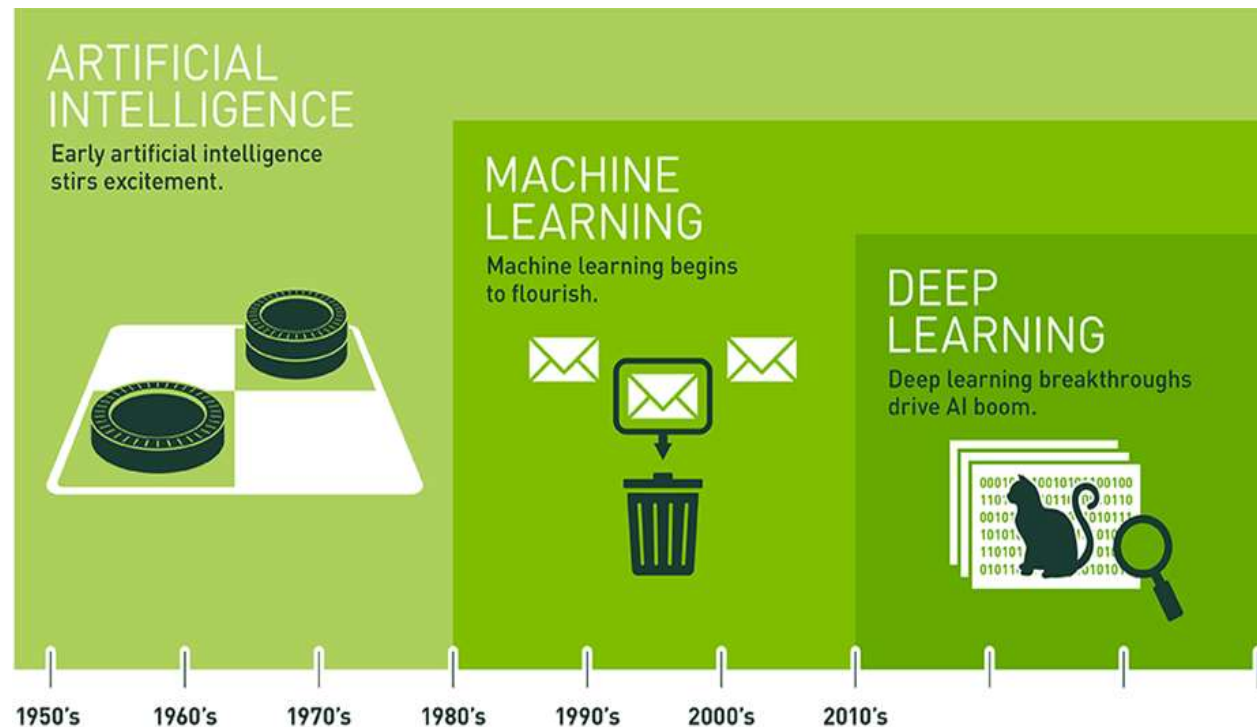 ARTIFICIAL
INTELLIGENCE
Early artificial intelligence
stirs excitement.
MACHINE
LEARNING
Machine learning begins
to flourish.
DEEP
LEARNING
Deep learning breakthroughs
drive AI boom.
1950's 1960's 1970's 1980's 1990's 2000's 2010's